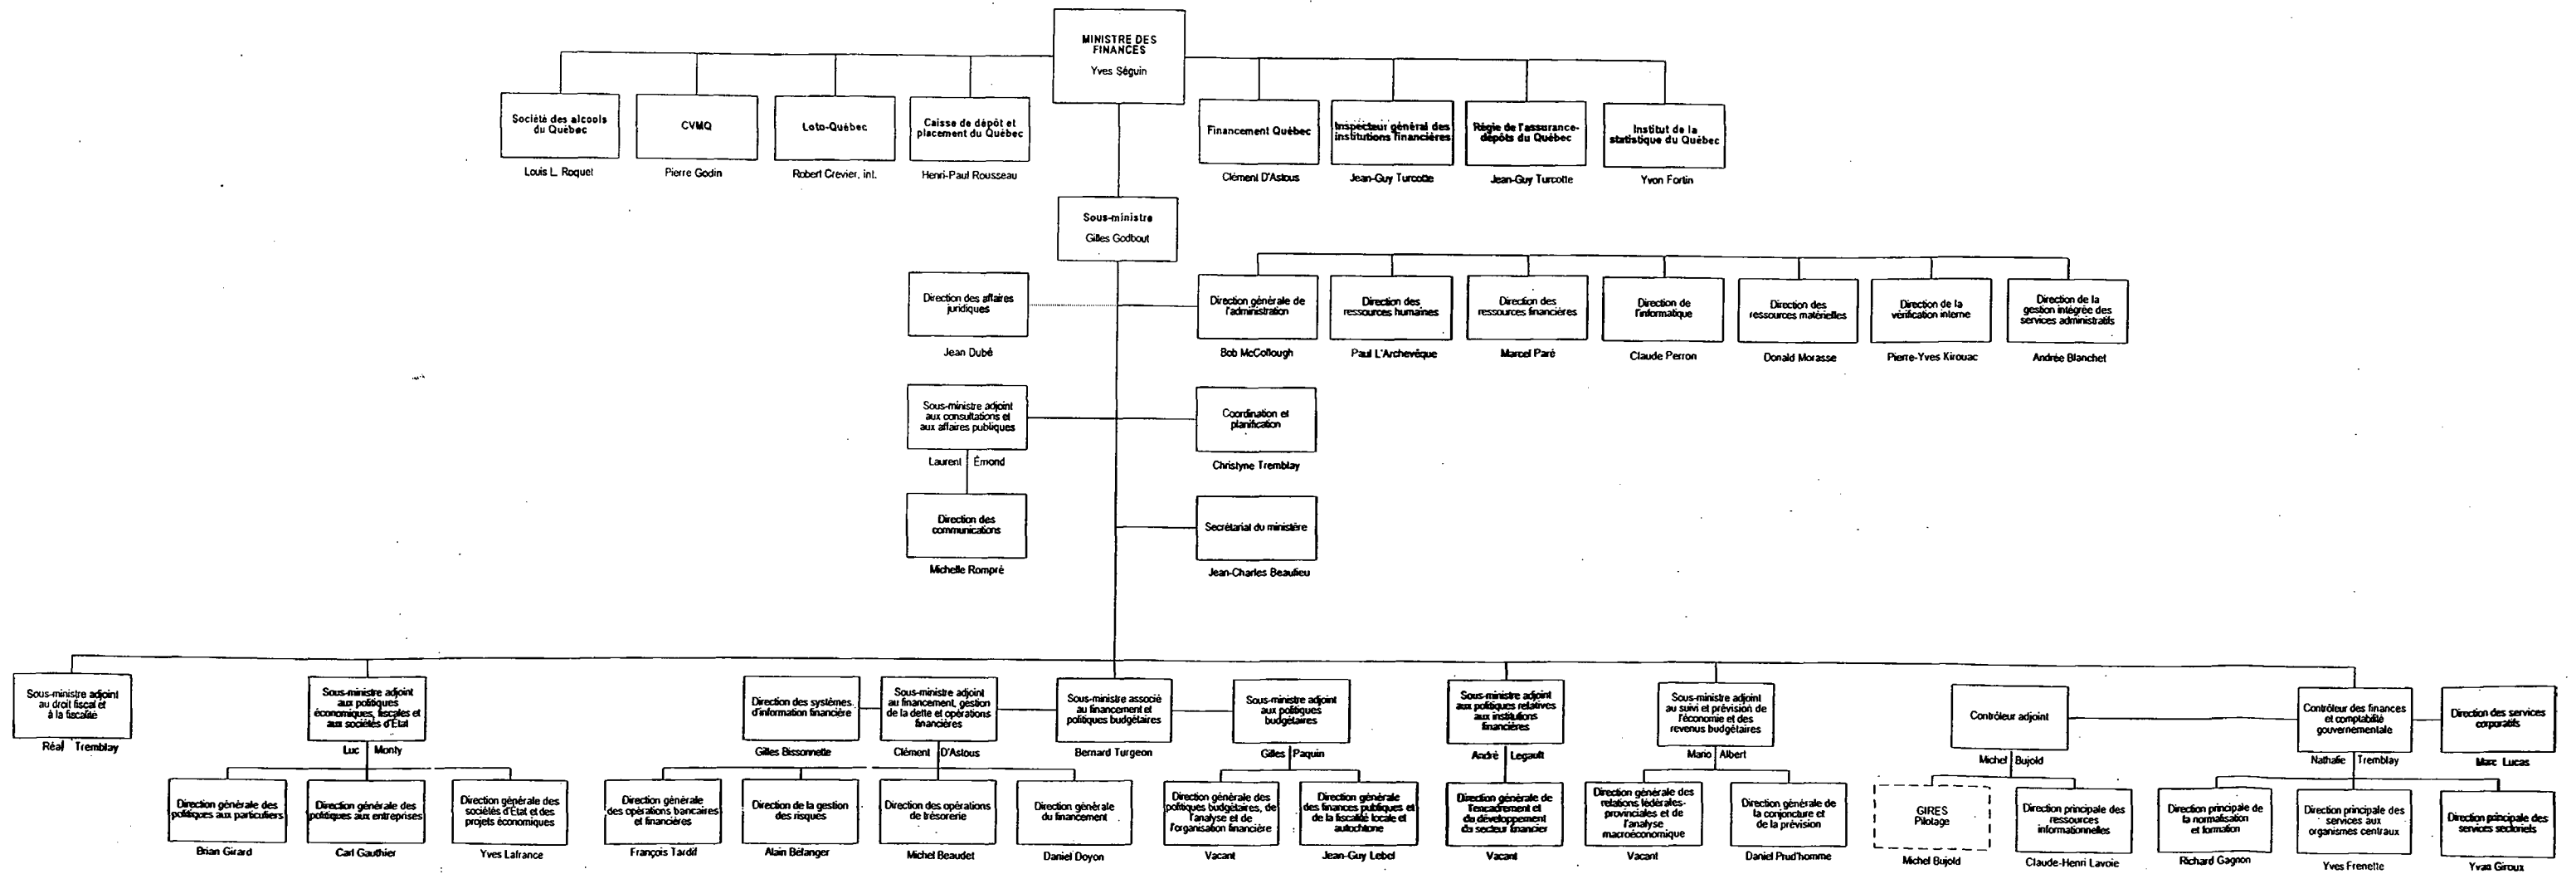 MINISTRE DES
FINANCES
Yves Séguin
Société des alcools
du Québec
Louis L. Roquet
CVMQ
Pierre Godin
Loto-Québec
Robert Crevier, int.
Caisse de dépôt et
placement du Québec
Henri-Paul Rousseau
Financement Québec
Clément D'Astous
Inspecteur général des
institutions financières
Jean-Guy Turcotte
Régie de l'assurance-
dépôts du Québec
Jean-Guy Turcotte
Institut de la
statistique du Québec
Yvon Fortin
Sous-ministre
Gilles Godbout
Direction des affaires
juridiques
Jean Dubé
Direction générale de
l'administration
Bob McCollough
Direction des
ressources humaines
Paul L'Archevêque
Direction des
ressources financières
Marcel Paré
Direction de
l'informatique
Claude Perron
Direction des
ressources matérielles
Donald Morasse
Direction de la
vérification interne
Pierre-Yves Kirouac
Direction de la
gestion intégrée des
services administratifs
Andrée Blanchet
Sous-ministre adjoint
aux consultations et
aux affaires publiques
Laurent Émond
Coordination et
planification
Christyne Tremblay
Direction des
communications
Michelle Rompré
Secrétariat du ministère
Jean-Charles Beaulieu
Sous-ministre adjoint
au droit fiscal et
à la fiscalité
Réal Tremblay
Sous-ministre adjoint
aux politiques
économiques, fiscales et
aux sociétés d'État
Luc Monty
Direction des systèmes
d'information financière
Gilles Bissonnette
Sous-ministre adjoint
au financement, gestion
de la dette et opérations
financières
Clément D'Astous
Sous-ministre associé
au financement et
politiques budgétaires
Bernard Turgeon
Sous-ministre adjoint
aux politiques
budgétaires
Gilles Paquin
Sous-ministre adjoint
aux politiques relatives
aux institutions
financières
André Legault
Sous-ministre adjoint
au suivi et prévision de
l'économie et des
revenus budgétaires
Mario Albert
Contrôleur adjoint
Michel Bujold
Contrôleur des finances
et comptabilité
gouvernementale
Nathalie Tremblay
Direction des services
corporatifs
Marc Lucas
Direction générale des
politiques aux particuliers
Brian Girard
Direction générale des
politiques aux entreprises
Carl Gauthier
Direction générale des
sociétés d'État et des
projets économiques
Yves Lafrance
Direction générale
des opérations bancaires
et financières
François Tardif
Direction de la gestion
des risques
Alain Bélanger
Direction des opérations
de trésorerie
Michel Beaudet
Direction générale
du financement
Daniel Doyon
Direction générale des
politiques budgétaires, de
l'analyse et de
l'organisation financière
Vacant
Direction générale
des finances publiques et
de la fiscalité locale et
autochtone
Jean-Guy Lebel
Direction générale de
l'encadrement et
du développement
du secteur financier
Vacant
Direction générale des
relations fédérales-
provinciales et de
l'analyse
macroéconomique
Vacant
Direction générale de
la conjoncture et
de la prévision
Daniel Prud'homme
GIRES
Pilotage
Michel Bujold
Direction principale des
ressources
informationnelles
Claude-Henri Lavoie
Direction principale de
la normalisation
et formation
Richard Gagnon
Direction principale des
services aux
organismes centraux
Yves Frenette
Direction principale des
services sectoriels
Yvan Giroux